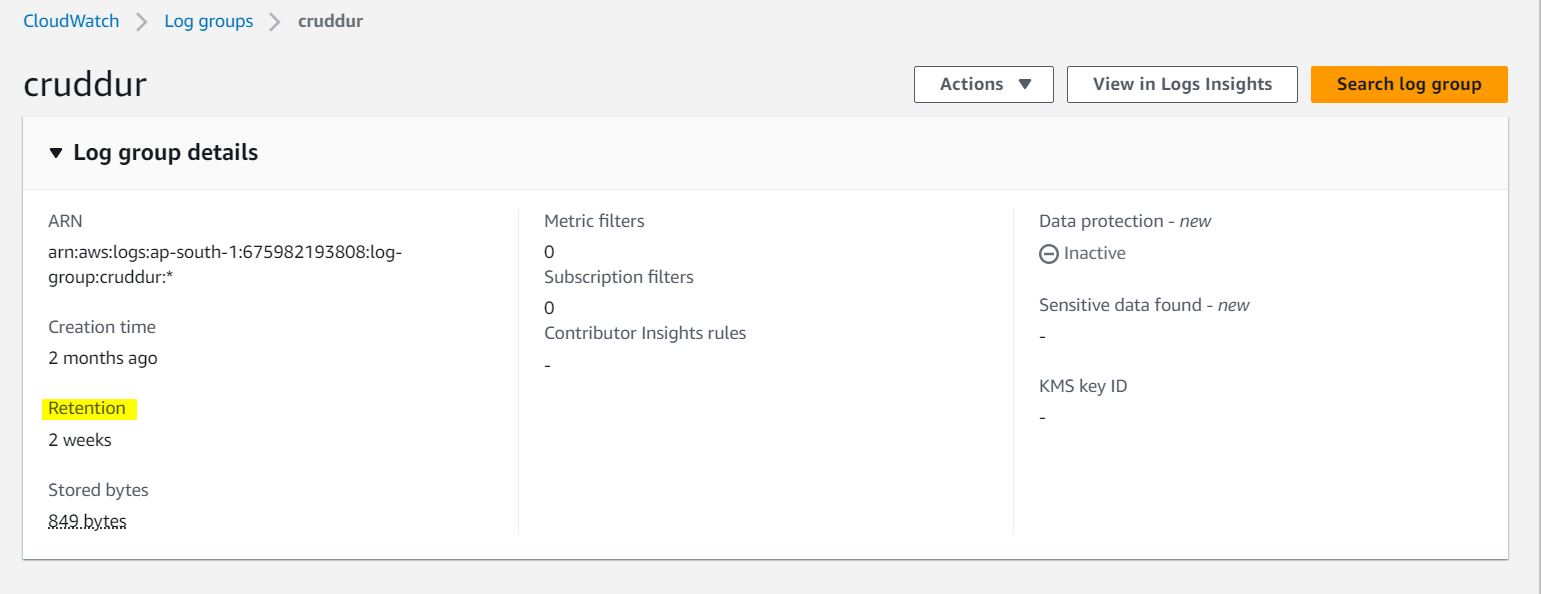 CloudWatch > Log groups > cruddur
cruddur
Actions ▼ View in Logs Insights Search log group
▼ Log group details
ARN
arn:aws:logs:ap-south-1:675982193808:log-
group:cruddur:*
Creation time
2 months ago
Retention
2 weeks
Stored bytes
849 bytes
Metric filters
0
Subscription filters
0
Contributor Insights rules
-
Data protection - new
Inactive
Sensitive data found - new
-
KMS key ID
-